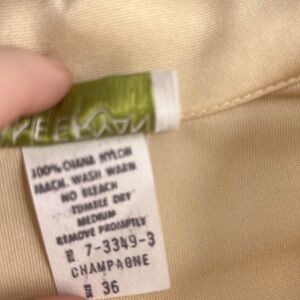 100% QIANA NYLON
MACH. WASH WARM
NO BLEACH
TUMBLE DRY
MEDIUM
REMOVE PROMPTLY
7-3349-3
CHAMPAGNE
36